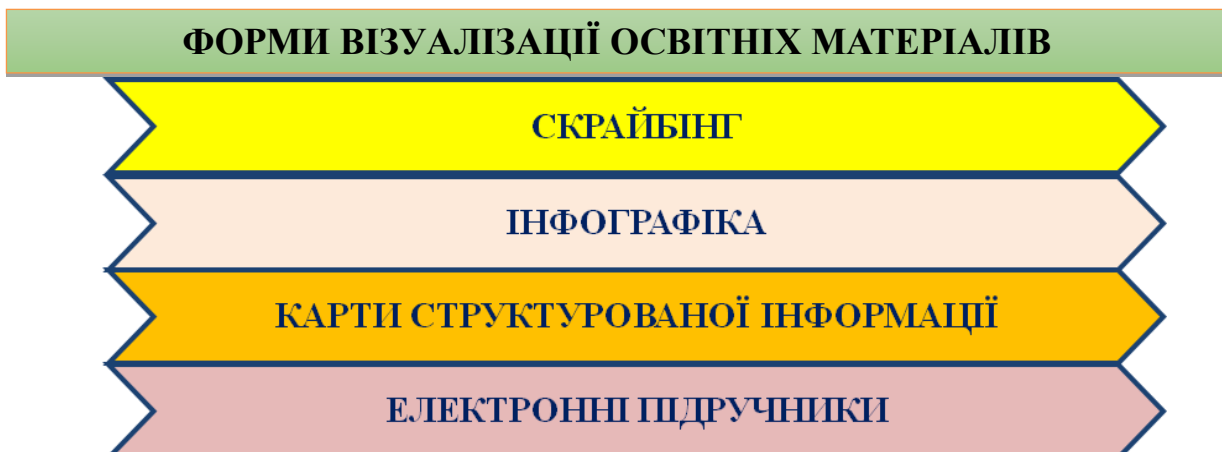 ФОРМИ ВІЗУАЛІЗАЦІЇ ОСВІТНІХ МАТЕРІАЛІВ
СКРАЙБІНГ
ІНФОГРАФІКА
КАРТИ СТРУКТУРОВАНОЇ ІНФОРМАЦІЇ
ЕЛЕКТРОННІ ПІДРУЧНИКИ